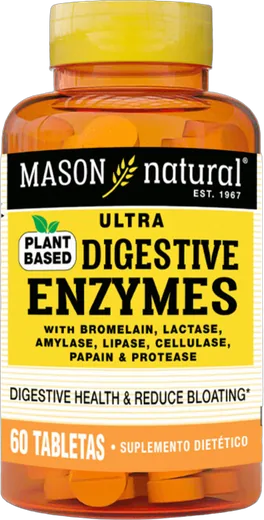 MASON natural®
EST. 1967
ULTRA
PLANT
BASED
DIGESTIVE
ENZYMES
WITH BROMELAIN, LACTASE,
AMYLASE, LIPASE, CELLULASE,
PAPAIN & PROTEASE
DIGESTIVE HEALTH & REDUCE BLOATING*
60 TABLETAS • SUPLEMENTO DIETÉTICO